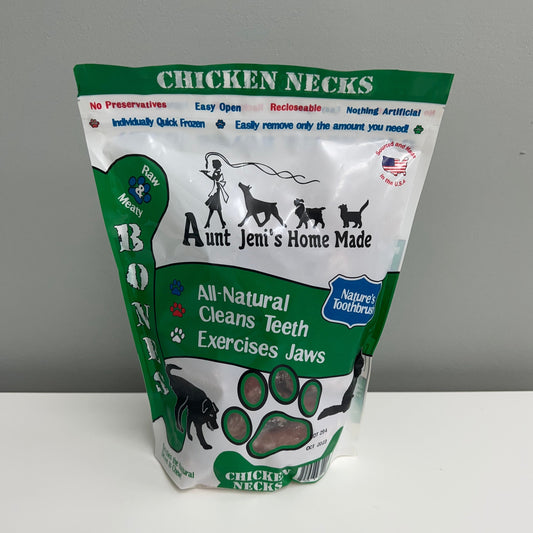 CHICKEN NECKS
No Preservatives Easy Open Recloseable Nothing Artificial
Individually Quick Frozen Easily remove only the amount you need!
Sourced and Made
in the U.S.A.
Raw
&
Meaty
BONES
Aunt Jeni's Home Made
All-Natural
Cleans Teeth
Exercises Jaws
Nature's
Toothbrush
OCT 2022
CHICKEN
NECKS